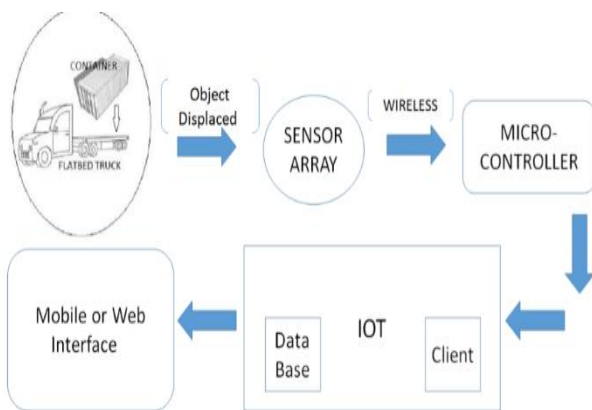 CONTAINER
FLATBED TRUCK
Object
Displaced
SENSOR
ARRAY
WIRELESS
MICRO-
CONTROLLER
IOT
Data
Base
Client
Mobile or Web
Interface